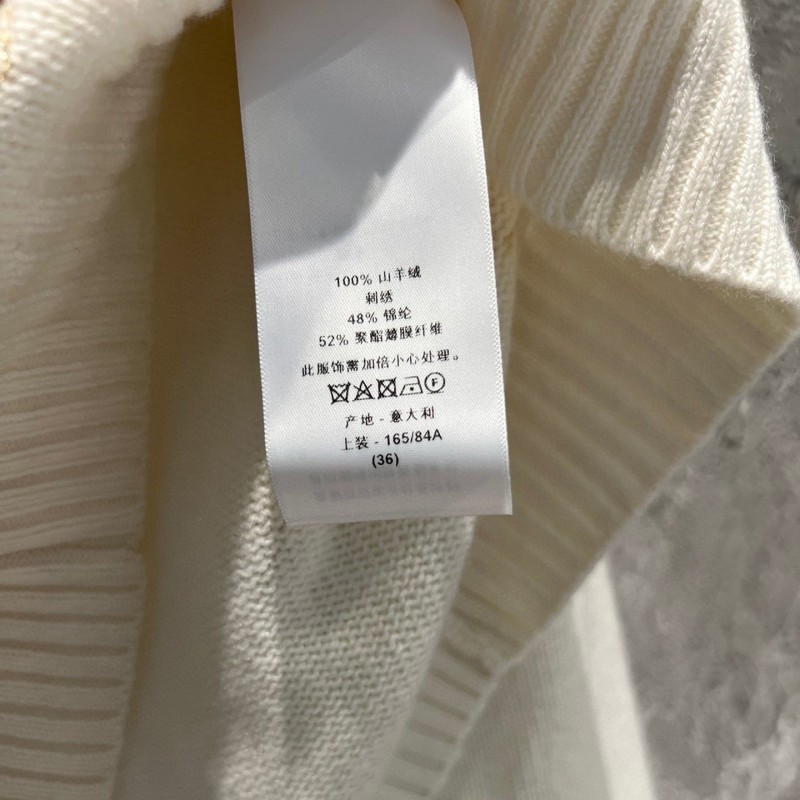 100% 山羊绒
刺绣
48% 锦纶
52% 聚酯薄膜纤维
此服饰需加倍小心处理。
F
产地 - 意大利
上装 - 165/84A
(36)